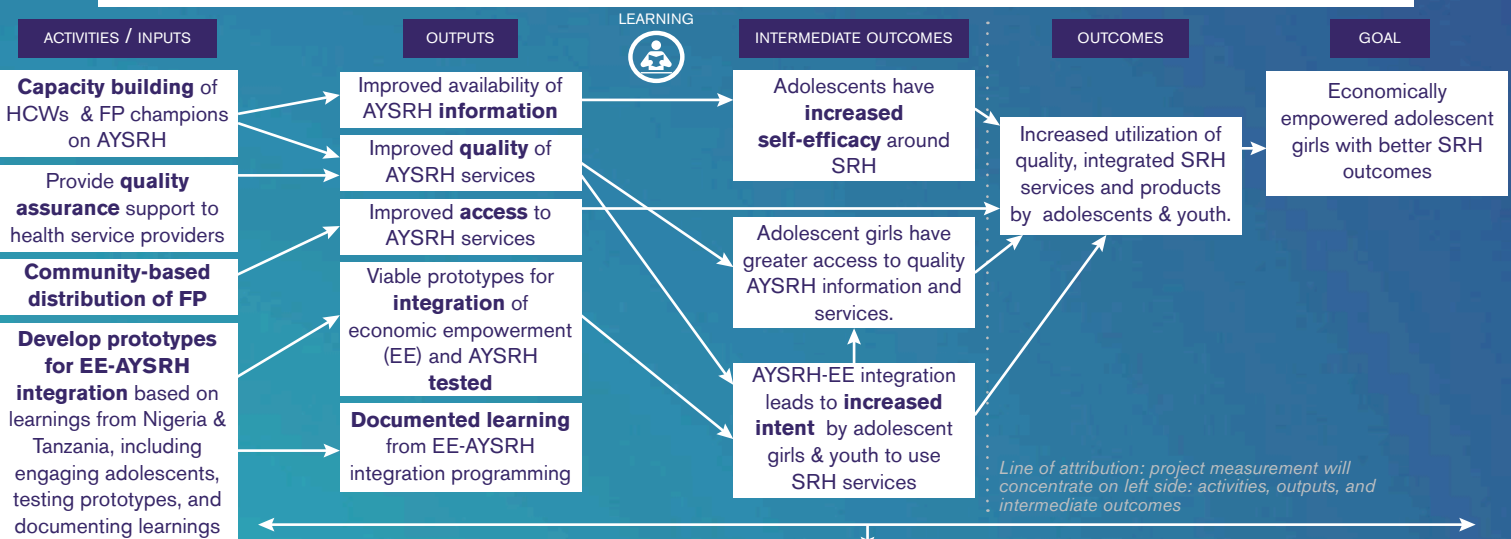 LEARNING
ACTIVITIES / INPUTS
OUTPUTS
INTERMEDIATE OUTCOMES
OUTCOMES
GOAL
Capacity building of
HCWs & FP champions
on AYSRH
Provide quality
assurance support to
health service providers
Community-based
distribution of FP
Develop prototypes
for EE-AYSRH
integration based on
learnings from Nigeria &
Tanzania, including
engaging adolescents,
testing prototypes, and
documenting learnings
Improved availability of
AYSRH information
Improved quality of
AYSRH services
Improved access to
AYSRH services
Viable prototypes for
integration of
economic empowerment
(EE) and AYSRH
tested
Documented learning
from EE-AYSRH
integration programming
Adolescents have
increased
self-efficacy around
SRH
Adolescent girls have
greater access to quality
AYSRH information and
services.
AYSRH-EE integration
leads to increased
intent by adolescent
girls & youth to use
SRH services
Increased utilization of
quality, integrated SRH
services and products
by adolescents & youth.
Economically
empowered adolescent
girls with better SRH
outcomes
Line of attribution: project measurement will
concentrate on left side: activities, outputs, and
intermediate outcomes